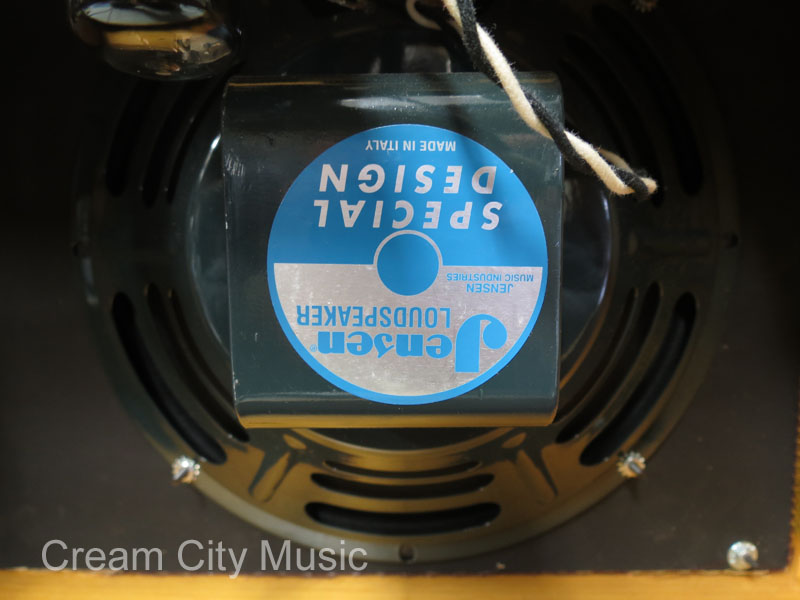 Jensen®
LOUDSPEAKER
JENSEN
MUSIC INDUSTRIES
SPECIAL
DESIGN
MADE IN ITALY
Cream City Music